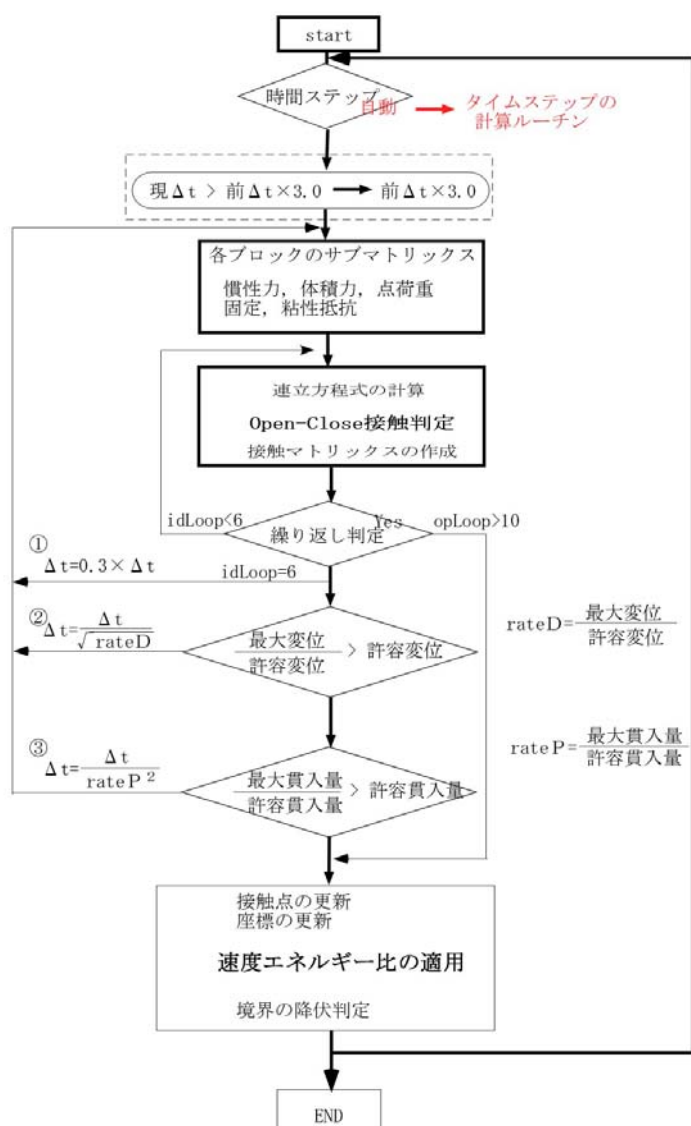 start
時間ステップ
自動
タイムステップの
計算ルーチン
現Δt > 前Δt×3.0
前Δt×3.0
各ブロックのサブマトリックス
慣性力, 体積力, 点荷重
固定, 粘性抵抗
連立方程式の計算
Open-Close接触判定
接触マトリックスの作成
idLoop<6
繰り返し判定
Yes
opLoop>10
①
Δt=0.3×Δt
idLoop=6
②
Δt=Δt/√rateD
最大変位/許容変位 > 許容変位
rateD=最大変位/許容変位
③
Δt=Δt/rateP²
最大貫入量/許容貫入量 > 許容貫入量
rateP=最大貫入量/許容貫入量
接触点の更新
座標の更新
速度エネルギー比の適用
境界の降伏判定
END